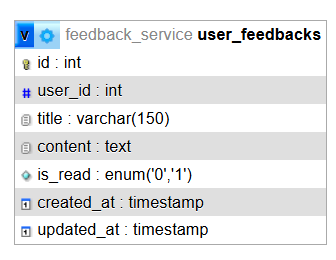 v feedback_service user_feedbacks
id : int
# user_id : int
title : varchar(150)
content : text
is_read : enum('0','1')
created_at : timestamp
updated_at : timestamp